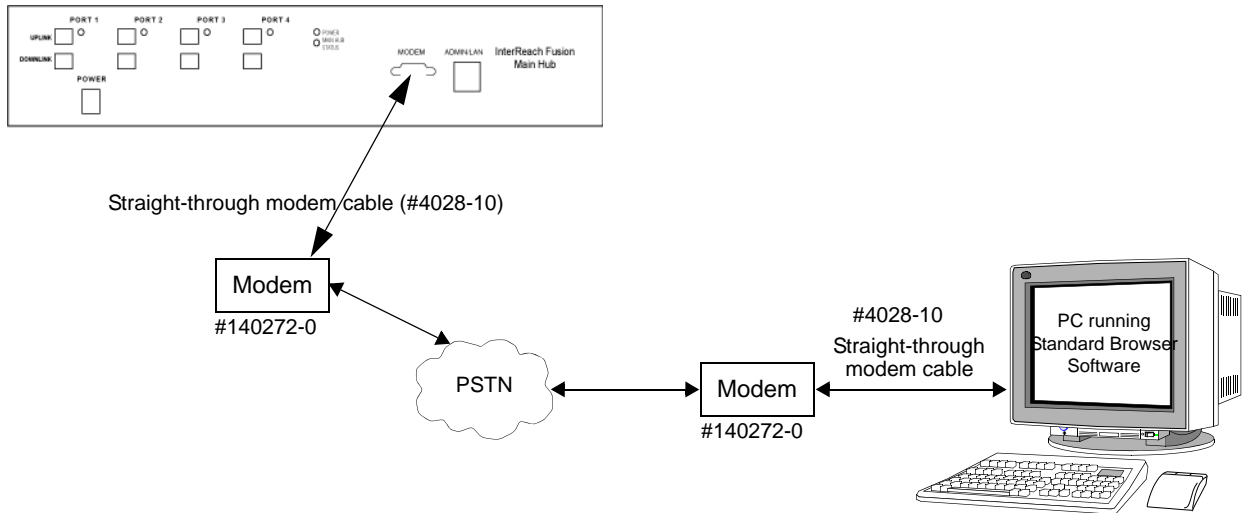 PORT 1 PORT 2 PORT 3 PORT 4
UPLINK
DOWNLINK
POWER
POWER
MAIN HUB
STATUS
MODEM
ADMIN/LAN
InterReach Fusion
Main Hub
Straight-through modem cable (#4028-10)
Modem
#140272-0
PSTN
Modem
#140272-0
#4028-10
Straight-through
modem cable
PC running
Standard Browser
Software